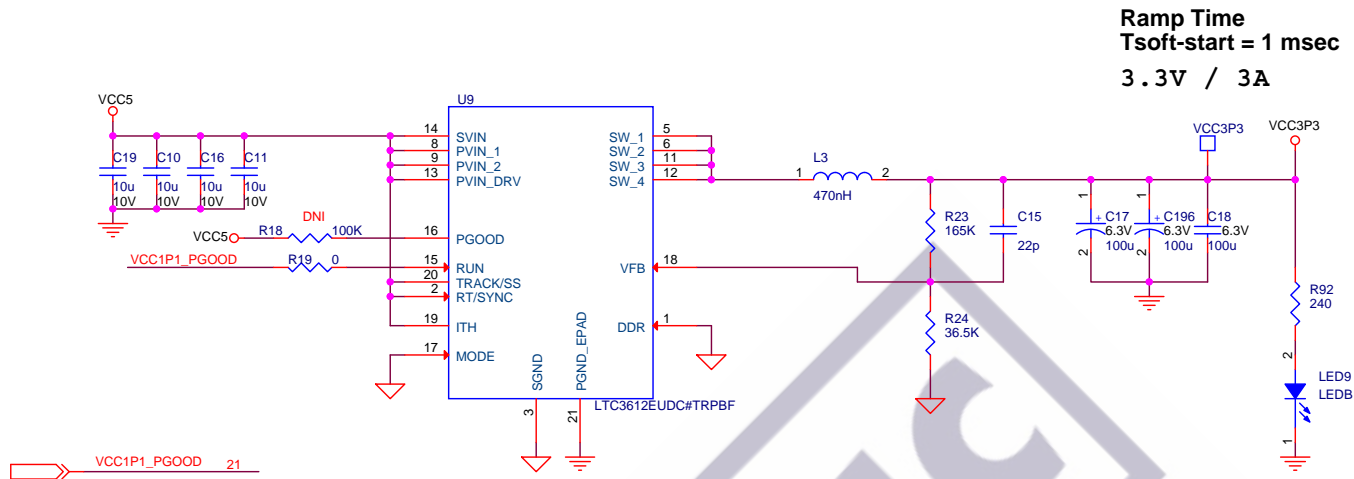 Ramp Time
Tsoft-start = 1 msec
3.3V / 3A
VCC5
U9
VCC3P3
VCC3P3
C19
10u
10V
C10
10u
10V
C16
10u
10V
C11
10u
10V
14
8
9
13
SVIN
PVIN_1
PVIN_2
PVIN_DRV
SW_1
SW_2
SW_3
SW_4
5
6
11
12
1
L3
2
470nH
DNI
VCC5
R18
100K
16
PGOOD
VCC1P1_PGOOD
R19
0
15
RUN
20
TRACK/SS
2
RT/SYNC
19
ITH
17
MODE
VFB
18
DDR
1
SGND
3
PGND_EPAD
21
LTC3612EUDC#TRPBF
R23
165K
C15
22p
R24
36.5K
1
+
C17
6.3V
100u
2
1
+
C196
6.3V
100u
2
C18
6.3V
100u
R92
240
2
LED9
LEDB
1
VCC1P1_PGOOD 21